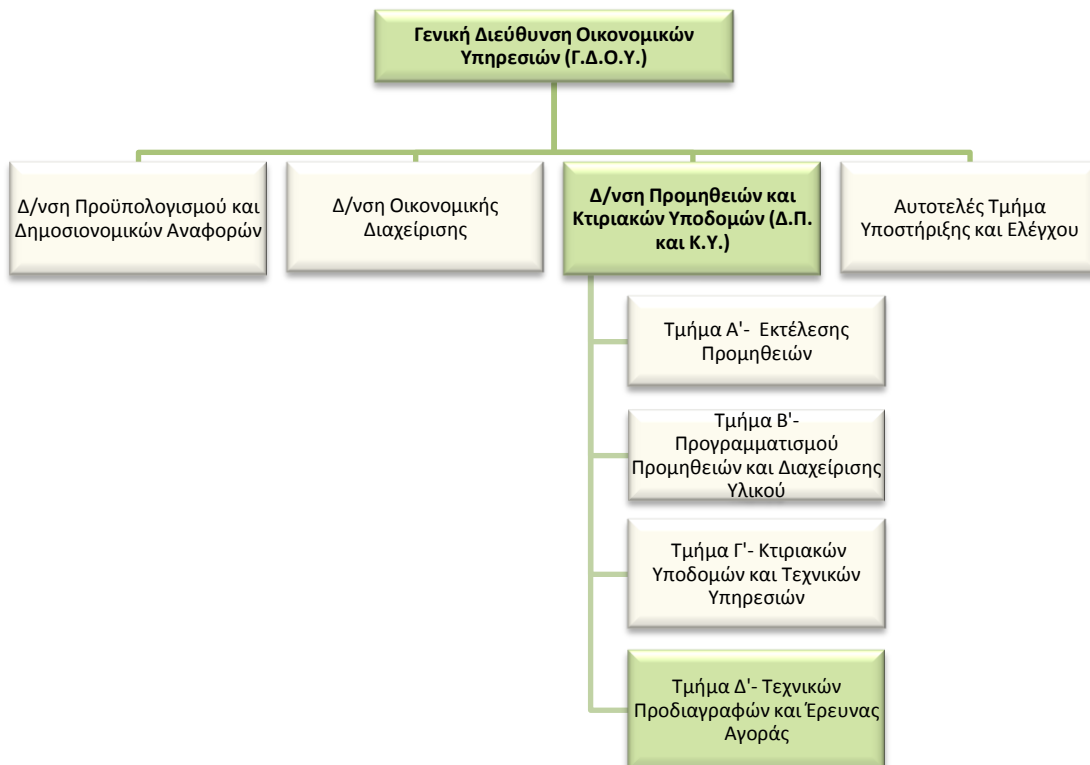 Γενική Διεύθυνση Οικονομικών
Υπηρεσιών (Γ.Δ.Ο.Υ.)
Δ/νση Προϋπολογισμού και
Δημοσιονομικών Αναφορών
Δ/νση Οικονομικής
Διαχείρισης
Δ/νση Προμηθειών και
Κτιριακών Υποδομών (Δ.Π.
και Κ.Υ.)
Αυτοτελές Τμήμα
Υποστήριξης και Ελέγχου
Τμήμα Α'- Εκτέλεσης
Προμηθειών
Τμήμα Β'-
Προγραμματισμού
Προμηθειών και Διαχείρισης
Υλικού
Τμήμα Γ'- Κτιριακών
Υποδομών και Τεχνικών
Υπηρεσιών
Τμήμα Δ'- Τεχνικών
Προδιαγραφών και Έρευνας
Αγοράς